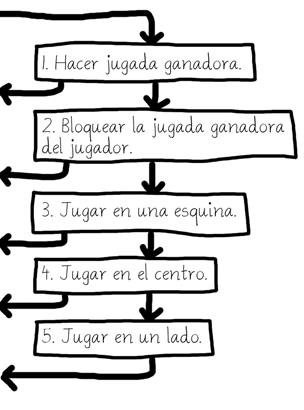 1. Hacer jugada ganadora.
2. Bloquear la jugada ganadora
del jugador.
3. Jugar en una esquina.
4. Jugar en el centro.
5. Jugar en un lado.